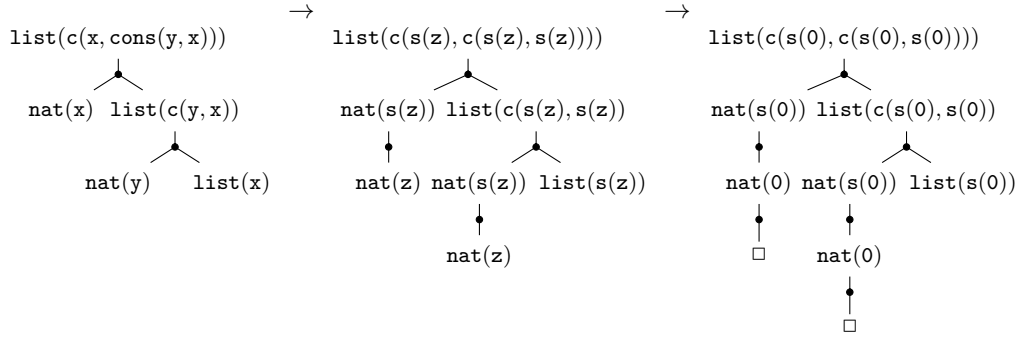 list(c(x,cons(y,x)))
nat(x) list(c(y,x))
nat(y) list(x)
→
list(c(s(z),c(s(z),s(z))))
nat(s(z)) list(c(s(z),s(z))
nat(z) nat(s(z)) list(s(z))
nat(z)
→
list(c(s(0),c(s(0),s(0))))
nat(s(0)) list(c(s(0),s(0))
nat(0) nat(s(0)) list(s(0))
□ nat(0)
□